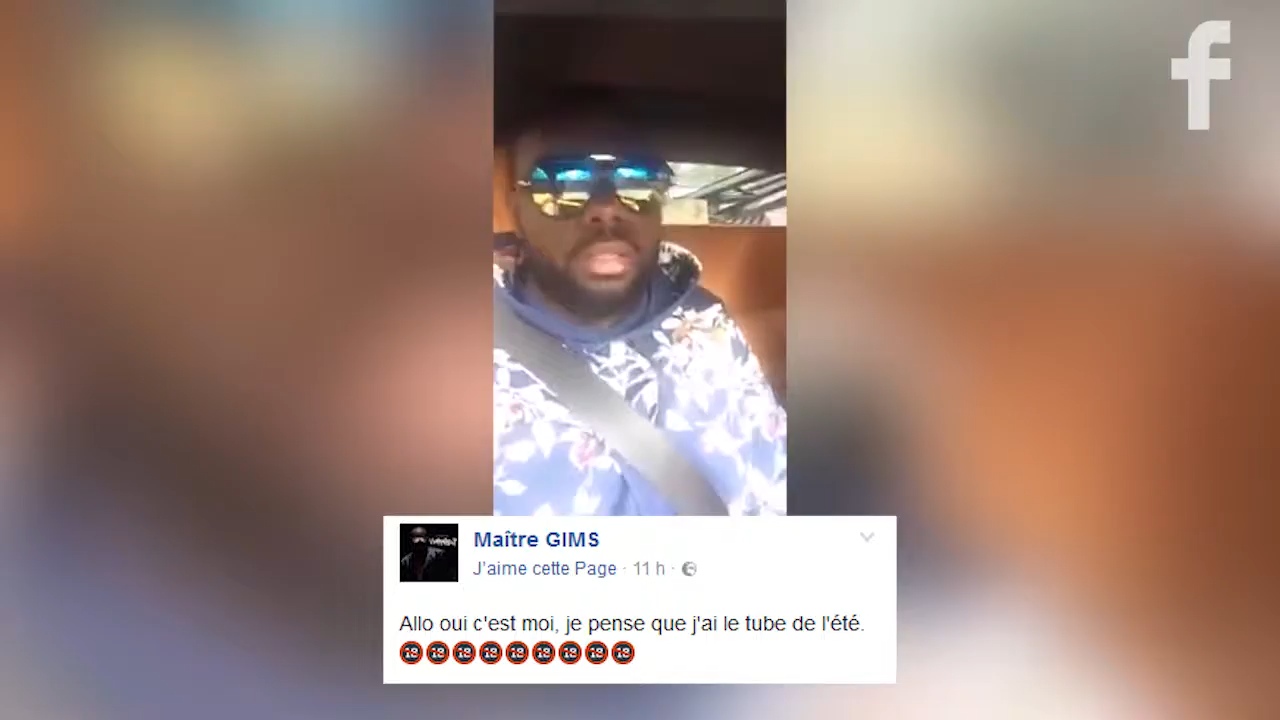 f
Maître GIMS
J'aime cette Page · 11 h ·
Allo oui c'est moi, je pense que j'ai le tube de l'été.
🔞🔞🔞🔞🔞🔞🔞🔞🔞